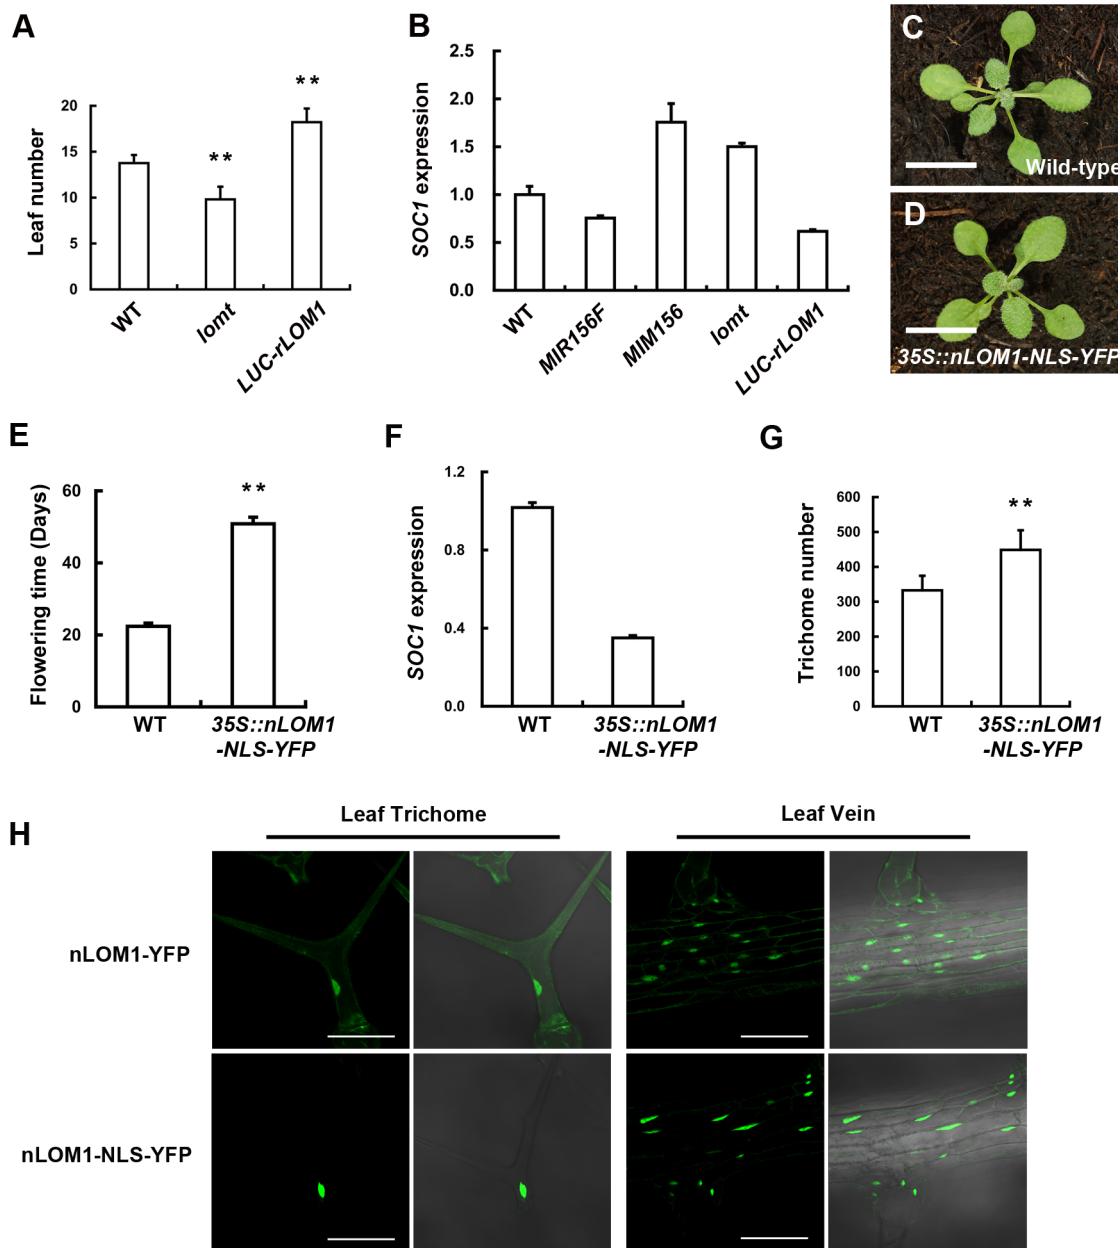 A
Leaf number
20
15
10
5
0
**
**
WT
lomt
LUC-rLOM1
B
SOC1 expression
2.5
2.0
1.5
1.0
0.5
0.0
WT
MIR156F
MIM156
lomt
LUC-rLOM1
C
Wild-type
D
35S::nLOM1-NLS-YFP
E
Flowering time (Days)
60
40
20
0
**
WT
35S::nLOM1
-NLS-YFP
F
SOC1 expression
1.2
0.8
0.4
0.0
WT
35S::nLOM1
-NLS-YFP
G
Trichome number
600
500
400
300
200
100
0
**
WT
35S::nLOM1
-NLS-YFP
H
Leaf Trichome
Leaf Vein
nLOM1-YFP
nLOM1-NLS-YFP